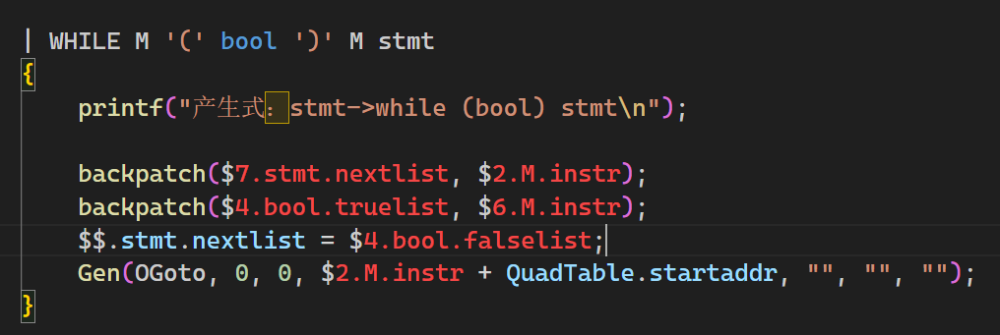 | WHILE M '(' bool ')' M stmt
{
printf("产生式：stmt->while (bool) stmt\n");
backpatch($7.stmt.nextlist, $2.M.instr);
backpatch($4.bool.truelist, $6.M.instr);
$$.stmt.nextlist = $4.bool.falselist;
Gen(OGoto, 0, 0, $2.M.instr + QuadTable.startaddr, "", "", "");
}